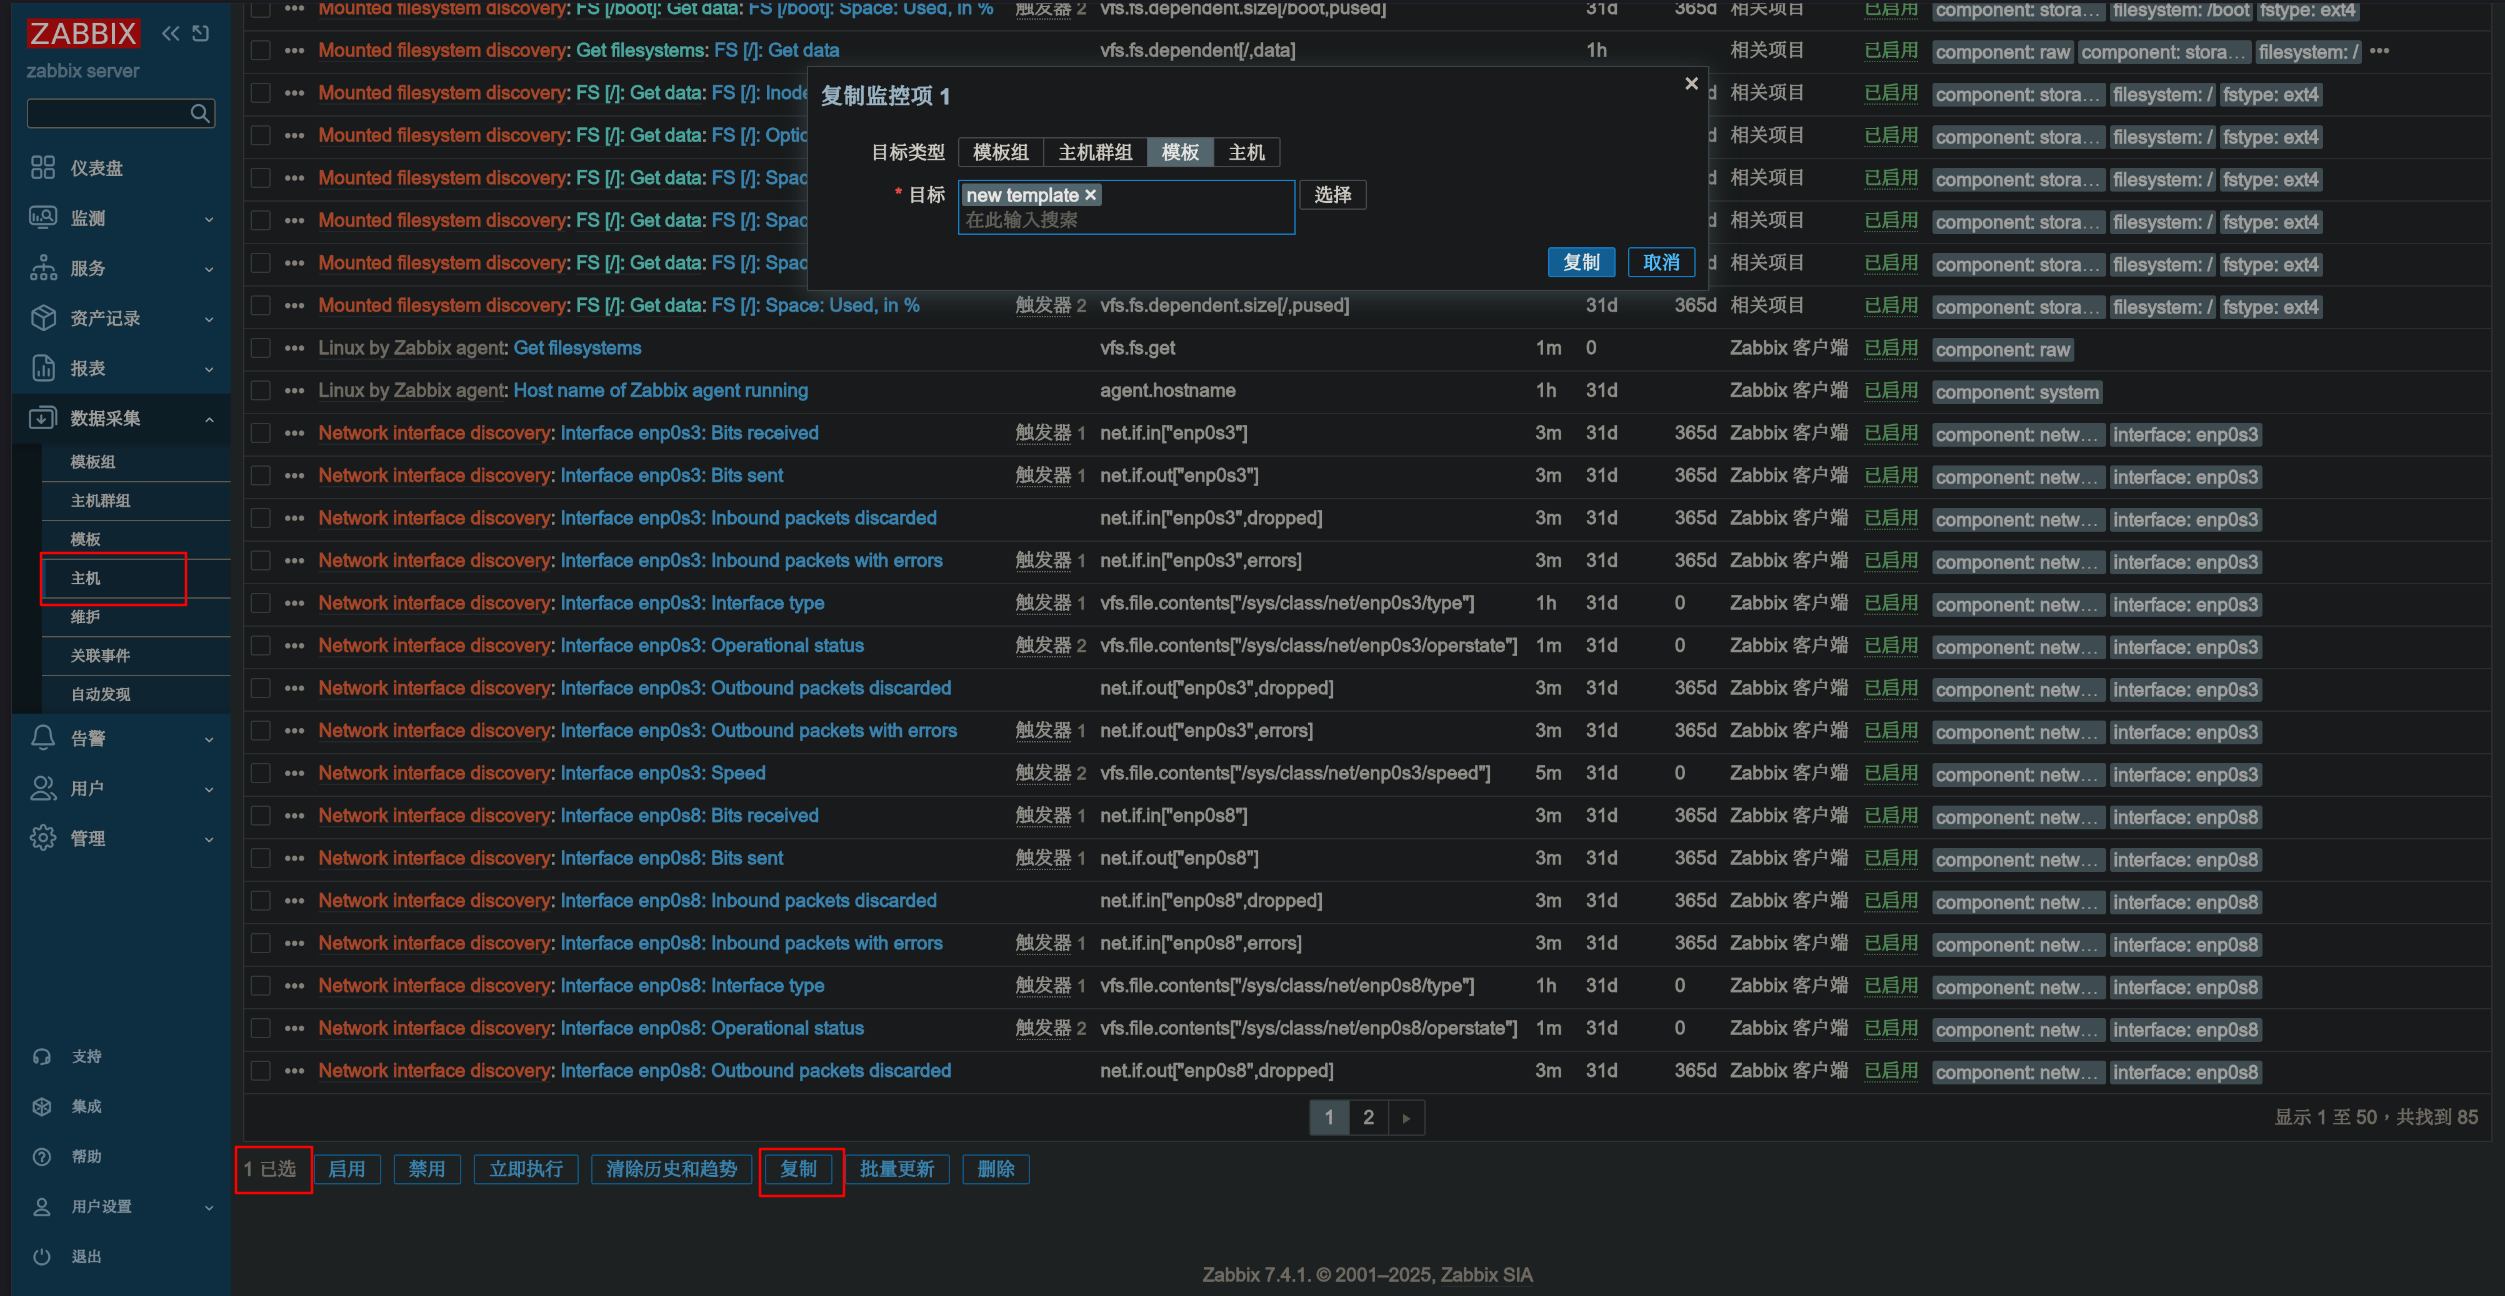 ZABBIX
zabbix server
仪表盘
监测
服务
资产记录
报表
数据采集
模板组
主机群组
模板
主机
维护
关联事件
自动发现
告警
用户
管理
支持
集成
帮助
用户设置
退出
Mounted filesystem discovery: FS [/boot]: Get data: FS [/boot]: Space: Used, in % 触发器 2 vfs.fs.dependent.size[/boot,pused] 31d 365d 相关项目 已启用 component: stora... filesystem: /boot fstype: ext4
Mounted filesystem discovery: Get filesystems: FS [/]: Get data vfs.fs.dependent[/,data] 1h 相关项目 已启用 component: raw component: stora... filesystem: /
复制监控项 1
目标类型 模板组 主机群组 模板 主机
* 目标 new template 选择
在此输入搜索
复制 取消
Mounted filesystem discovery: FS [/]: Get data: FS [/]: Inode d 相关项目 已启用 component: stora... filesystem: / fstype: ext4
Mounted filesystem discovery: FS [/]: Get data: FS [/]: Optio d 相关项目 已启用 component: stora... filesystem: / fstype: ext4
Mounted filesystem discovery: FS [/]: Get data: FS [/]: Spac d 相关项目 已启用 component: stora... filesystem: / fstype: ext4
Mounted filesystem discovery: FS [/]: Get data: FS [/]: Spac d 相关项目 已启用 component: stora... filesystem: / fstype: ext4
Mounted filesystem discovery: FS [/]: Get data: FS [/]: Spac d 相关项目 已启用 component: stora... filesystem: / fstype: ext4
Mounted filesystem discovery: FS [/]: Get data: FS [/]: Space: Used, in % 触发器 2 vfs.fs.dependent.size[/,pused] 31d 365d 相关项目 已启用 component: stora... filesystem: / fstype: ext4
Linux by Zabbix agent: Get filesystems vfs.fs.get 1m 0 Zabbix 客户端 已启用 component: raw
Linux by Zabbix agent: Host name of Zabbix agent running agent.hostname 1h 31d Zabbix 客户端 已启用 component: system
Network interface discovery: Interface enp0s3: Bits received 触发器 1 net.if.in["enp0s3"] 3m 31d 365d Zabbix 客户端 已启用 component: netw... interface: enp0s3
Network interface discovery: Interface enp0s3: Bits sent 触发器 1 net.if.out["enp0s3"] 3m 31d 365d Zabbix 客户端 已启用 component: netw... interface: enp0s3
Network interface discovery: Interface enp0s3: Inbound packets discarded net.if.in["enp0s3",dropped] 3m 31d 365d Zabbix 客户端 已启用 component: netw... interface: enp0s3
Network interface discovery: Interface enp0s3: Inbound packets with errors 触发器 1 net.if.in["enp0s3",errors] 3m 31d 365d Zabbix 客户端 已启用 component: netw... interface: enp0s3
Network interface discovery: Interface enp0s3: Interface type 触发器 1 vfs.file.contents["/sys/class/net/enp0s3/type"] 1h 31d 0 Zabbix 客户端 已启用 component: netw... interface: enp0s3
Network interface discovery: Interface enp0s3: Operational status 触发器 2 vfs.file.contents["/sys/class/net/enp0s3/operstate"] 1m 31d 0 Zabbix 客户端 已启用 component: netw... interface: enp0s3
Network interface discovery: Interface enp0s3: Outbound packets discarded net.if.out["enp0s3",dropped] 3m 31d 365d Zabbix 客户端 已启用 component: netw... interface: enp0s3
Network interface discovery: Interface enp0s3: Outbound packets with errors 触发器 1 net.if.out["enp0s3",errors] 3m 31d 365d Zabbix 客户端 已启用 component: netw... interface: enp0s3
Network interface discovery: Interface enp0s3: Speed 触发器 2 vfs.file.contents["/sys/class/net/enp0s3/speed"] 5m 31d 0 Zabbix 客户端 已启用 component: netw... interface: enp0s3
Network interface discovery: Interface enp0s8: Bits received 触发器 1 net.if.in["enp0s8"] 3m 31d 365d Zabbix 客户端 已启用 component: netw... interface: enp0s8
Network interface discovery: Interface enp0s8: Bits sent 触发器 1 net.if.out["enp0s8"] 3m 31d 365d Zabbix 客户端 已启用 component: netw... interface: enp0s8
Network interface discovery: Interface enp0s8: Inbound packets discarded net.if.in["enp0s8",dropped] 3m 31d 365d Zabbix 客户端 已启用 component: netw... interface: enp0s8
Network interface discovery: Interface enp0s8: Inbound packets with errors 触发器 1 net.if.in["enp0s8",errors] 3m 31d 365d Zabbix 客户端 已启用 component: netw... interface: enp0s8
Network interface discovery: Interface enp0s8: Interface type 触发器 1 vfs.file.contents["/sys/class/net/enp0s8/type"] 1h 31d 0 Zabbix 客户端 已启用 component: netw... interface: enp0s8
Network interface discovery: Interface enp0s8: Operational status 触发器 2 vfs.file.contents["/sys/class/net/enp0s8/operstate"] 1m 31d 0 Zabbix 客户端 已启用 component: netw... interface: enp0s8
Network interface discovery: Interface enp0s8: Outbound packets discarded net.if.out["enp0s8",dropped] 3m 31d 365d Zabbix 客户端 已启用 component: netw... interface: enp0s8
1 2 显示 1 至 50，共找到 85
1 已选 启用 禁用 立即执行 清除历史和趋势 复制 批量更新 删除
Zabbix 7.4.1. © 2001–2025, Zabbix SIA